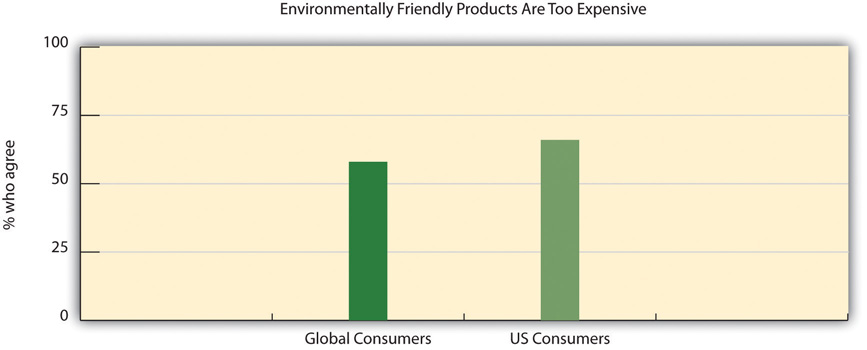 Environmentally Friendly Products Are Too Expensive
100
75
50
25
0
% who agree
Global Consumers
US Consumers